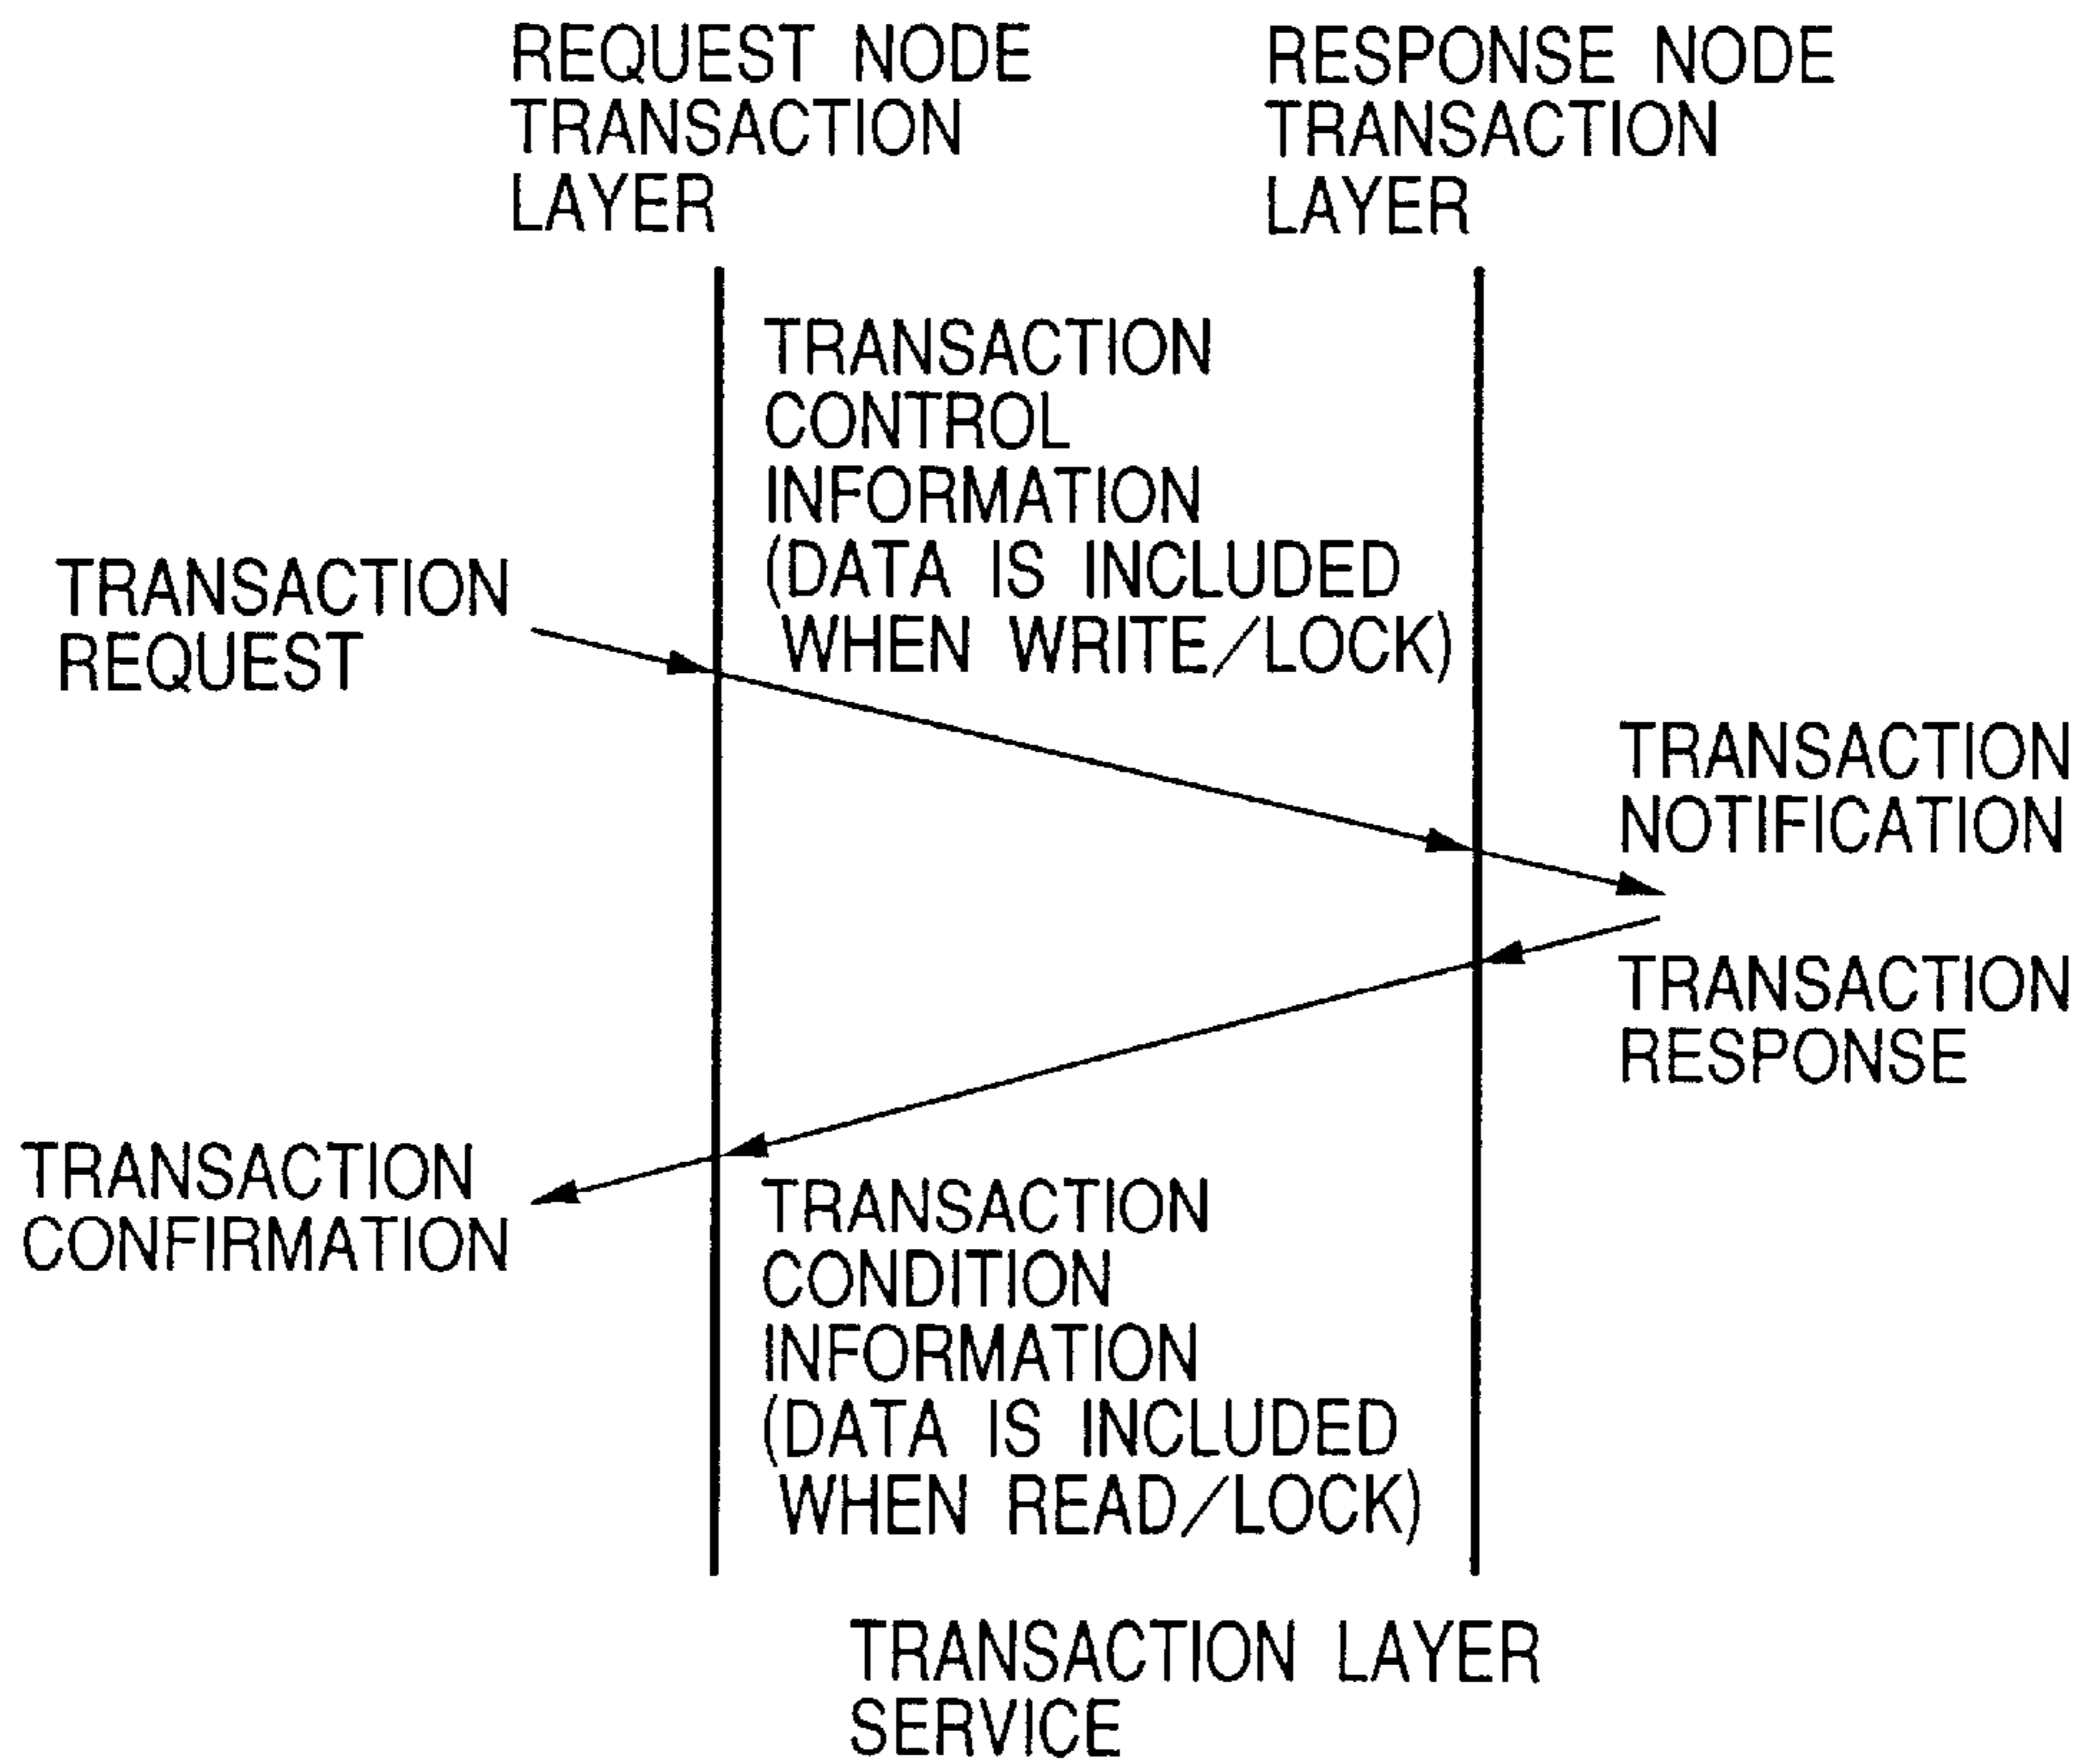 REQUEST NODE
TRANSACTION
LAYER
RESPONSE NODE
TRANSACTION
LAYER
TRANSACTION
CONTROL
INFORMATION
(DATA IS INCLUDED
WHEN WRITE/LOCK)
TRANSACTION
REQUEST
TRANSACTION
NOTIFICATION
TRANSACTION
RESPONSE
TRANSACTION
CONFIRMATION
TRANSACTION
CONDITION
INFORMATION
(DATA IS INCLUDED
WHEN READ/LOCK)
TRANSACTION LAYER
SERVICE